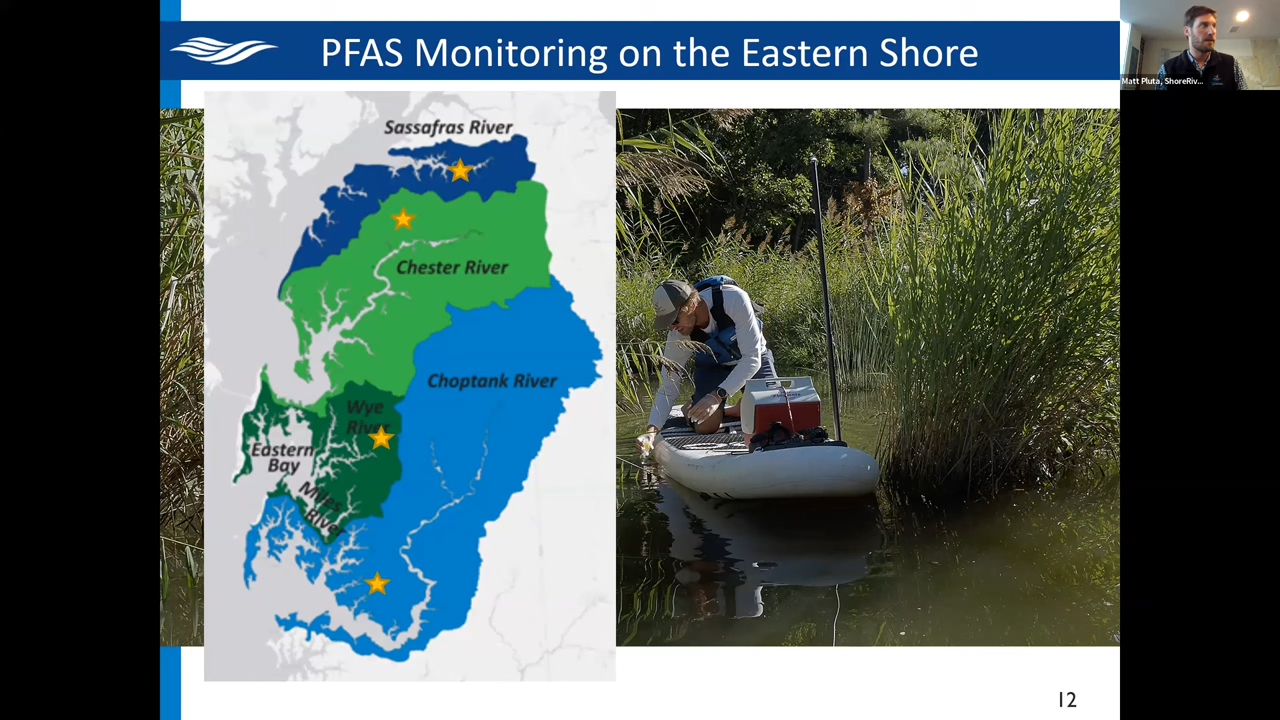 PFAS Monitoring on the Eastern Shore
Matt Pluta, ShoreRiv...
Sassafras River
Chester River
Choptank River
Wye
River
Eastern
Bay
Miles
River
12